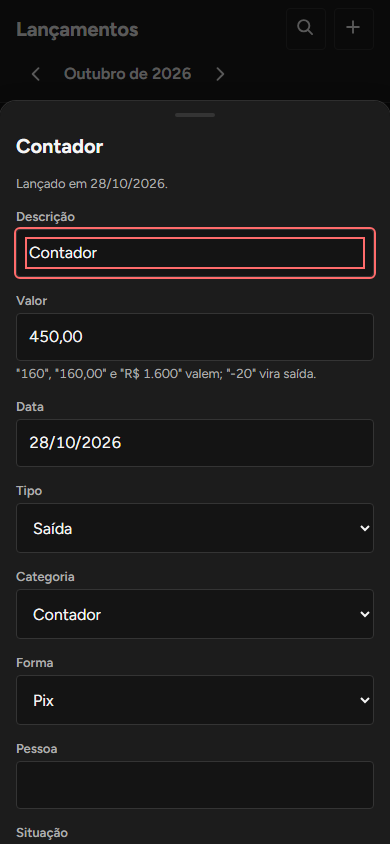 Lançamentos
Outubro de 2026
Contador
Lançado em 28/10/2026.
Descrição
Contador
Valor
450,00
"160", "160,00" e "R$ 1.600" valem; "-20" vira saída.
Data
28/10/2026
Tipo
Saída
Categoria
Contador
Forma
Pix
Pessoa
Situação